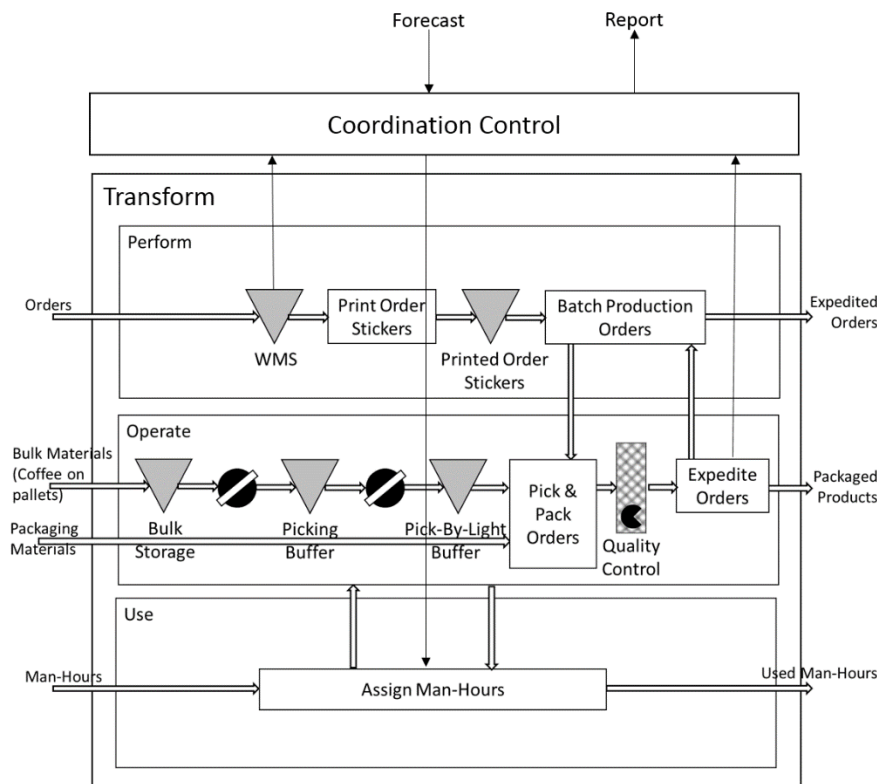 Forecast
Report
Coordination Control
Transform
Perform
Orders
Print Order
Stickers
Batch Production
Orders
Expedited
Orders
WMS
Printed Order
Stickers
Operate
Bulk Materials
(Coffee on
pallets)
Packaging
Materials
Bulk
Storage
Picking
Buffer
Pick-By-Light
Buffer
Pick &
Pack
Orders
Quality
Control
Expedite
Orders
Packaged
Products
Use
Man-Hours
Assign Man-Hours
Used Man-Hours